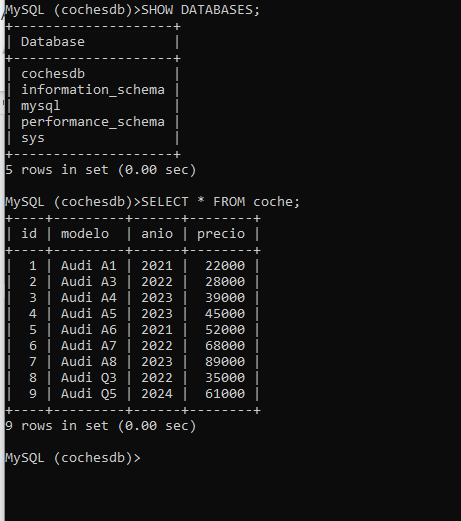 MySQL (cochesdb)>SHOW DATABASES;
+--------------------+
| Database           |
+--------------------+
| cochesdb           |
| information_schema |
| mysql              |
| performance_schema |
| sys                |
+--------------------+
5 rows in set (0.00 sec)
MySQL (cochesdb)>SELECT * FROM coche;
+----+---------+------+--------+
| id | modelo  | anio | precio |
+----+---------+------+--------+
|  1 | Audi A1 | 2021 |  22000 |
|  2 | Audi A3 | 2022 |  28000 |
|  3 | Audi A4 | 2023 |  39000 |
|  4 | Audi A5 | 2023 |  45000 |
|  5 | Audi A6 | 2021 |  52000 |
|  6 | Audi A7 | 2022 |  68000 |
|  7 | Audi A8 | 2023 |  89000 |
|  8 | Audi Q3 | 2022 |  35000 |
|  9 | Audi Q5 | 2024 |  61000 |
+----+---------+------+--------+
9 rows in set (0.00 sec)
MySQL (cochesdb)>